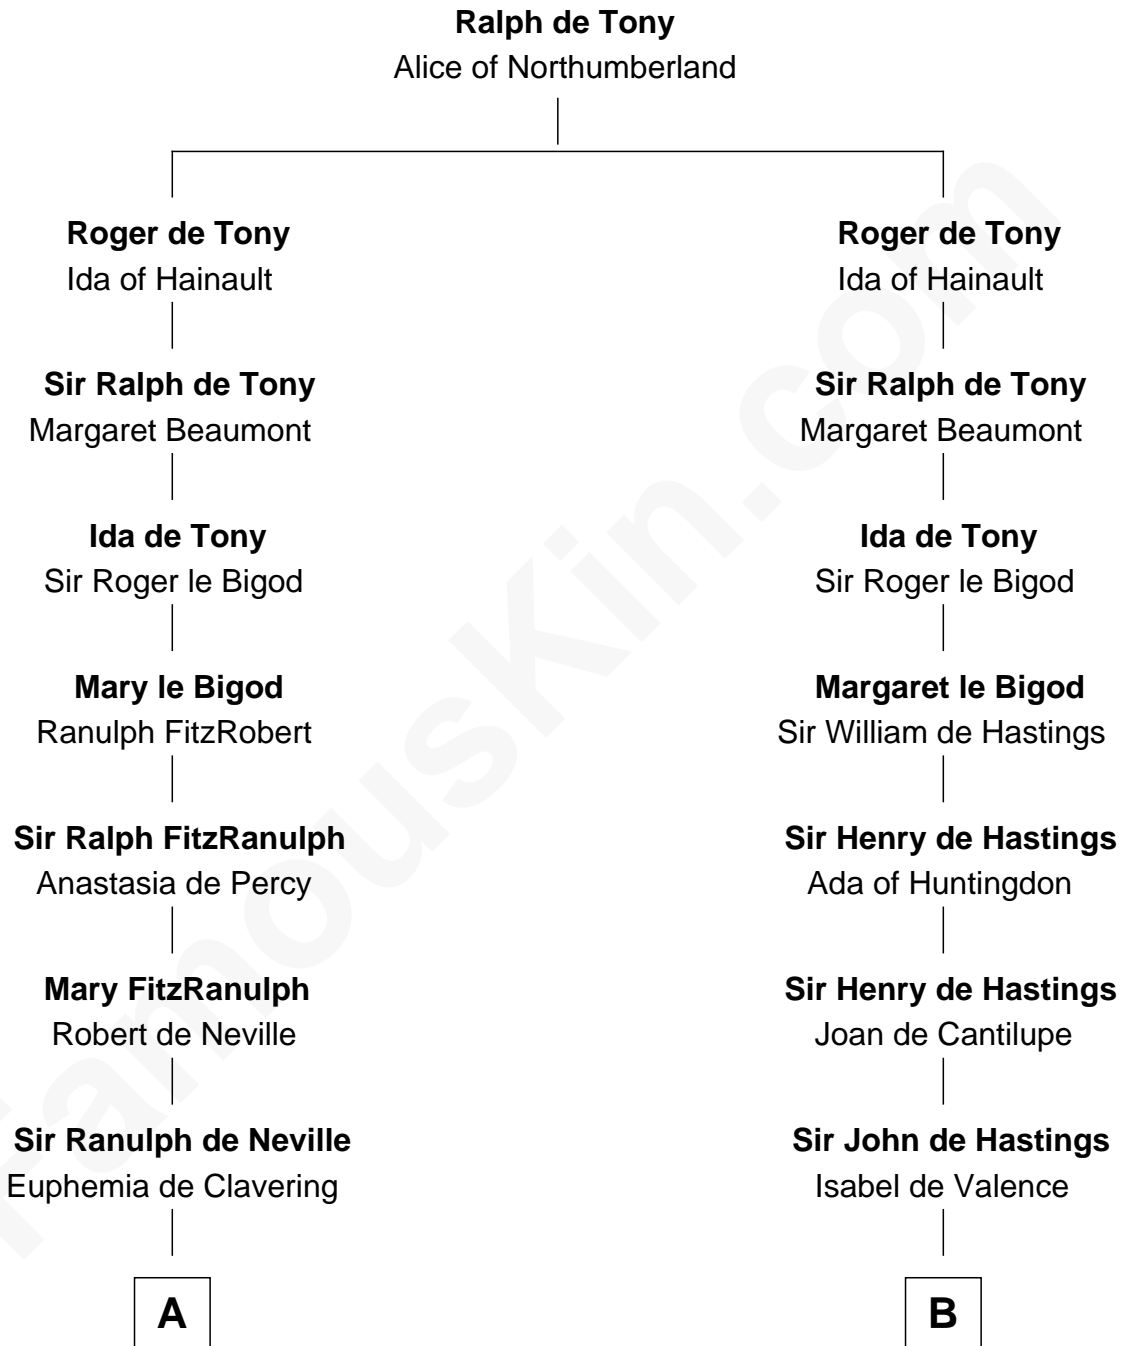 Ralph de Tony
Alice of Northumberland
Roger de Tony
Ida of Hainault
Sir Ralph de Tony
Margaret Beaumont
Ida de Tony
Sir Roger le Bigod
Mary le Bigod
Ranulph FitzRobert
Sir Ralph FitzRanulph
Anastasia de Percy
Mary FitzRanulph
Robert de Neville
Sir Ranulph de Neville
Euphemia de Clavering
A
Roger de Tony
Ida of Hainault
Sir Ralph de Tony
Margaret Beaumont
Ida de Tony
Sir Roger le Bigod
Margaret le Bigod
Sir William de Hastings
Sir Henry de Hastings
Ada of Huntingdon
Sir Henry de Hastings
Joan de Cantilupe
Sir John de Hastings
Isabel de Valence
B
FamousKin.com